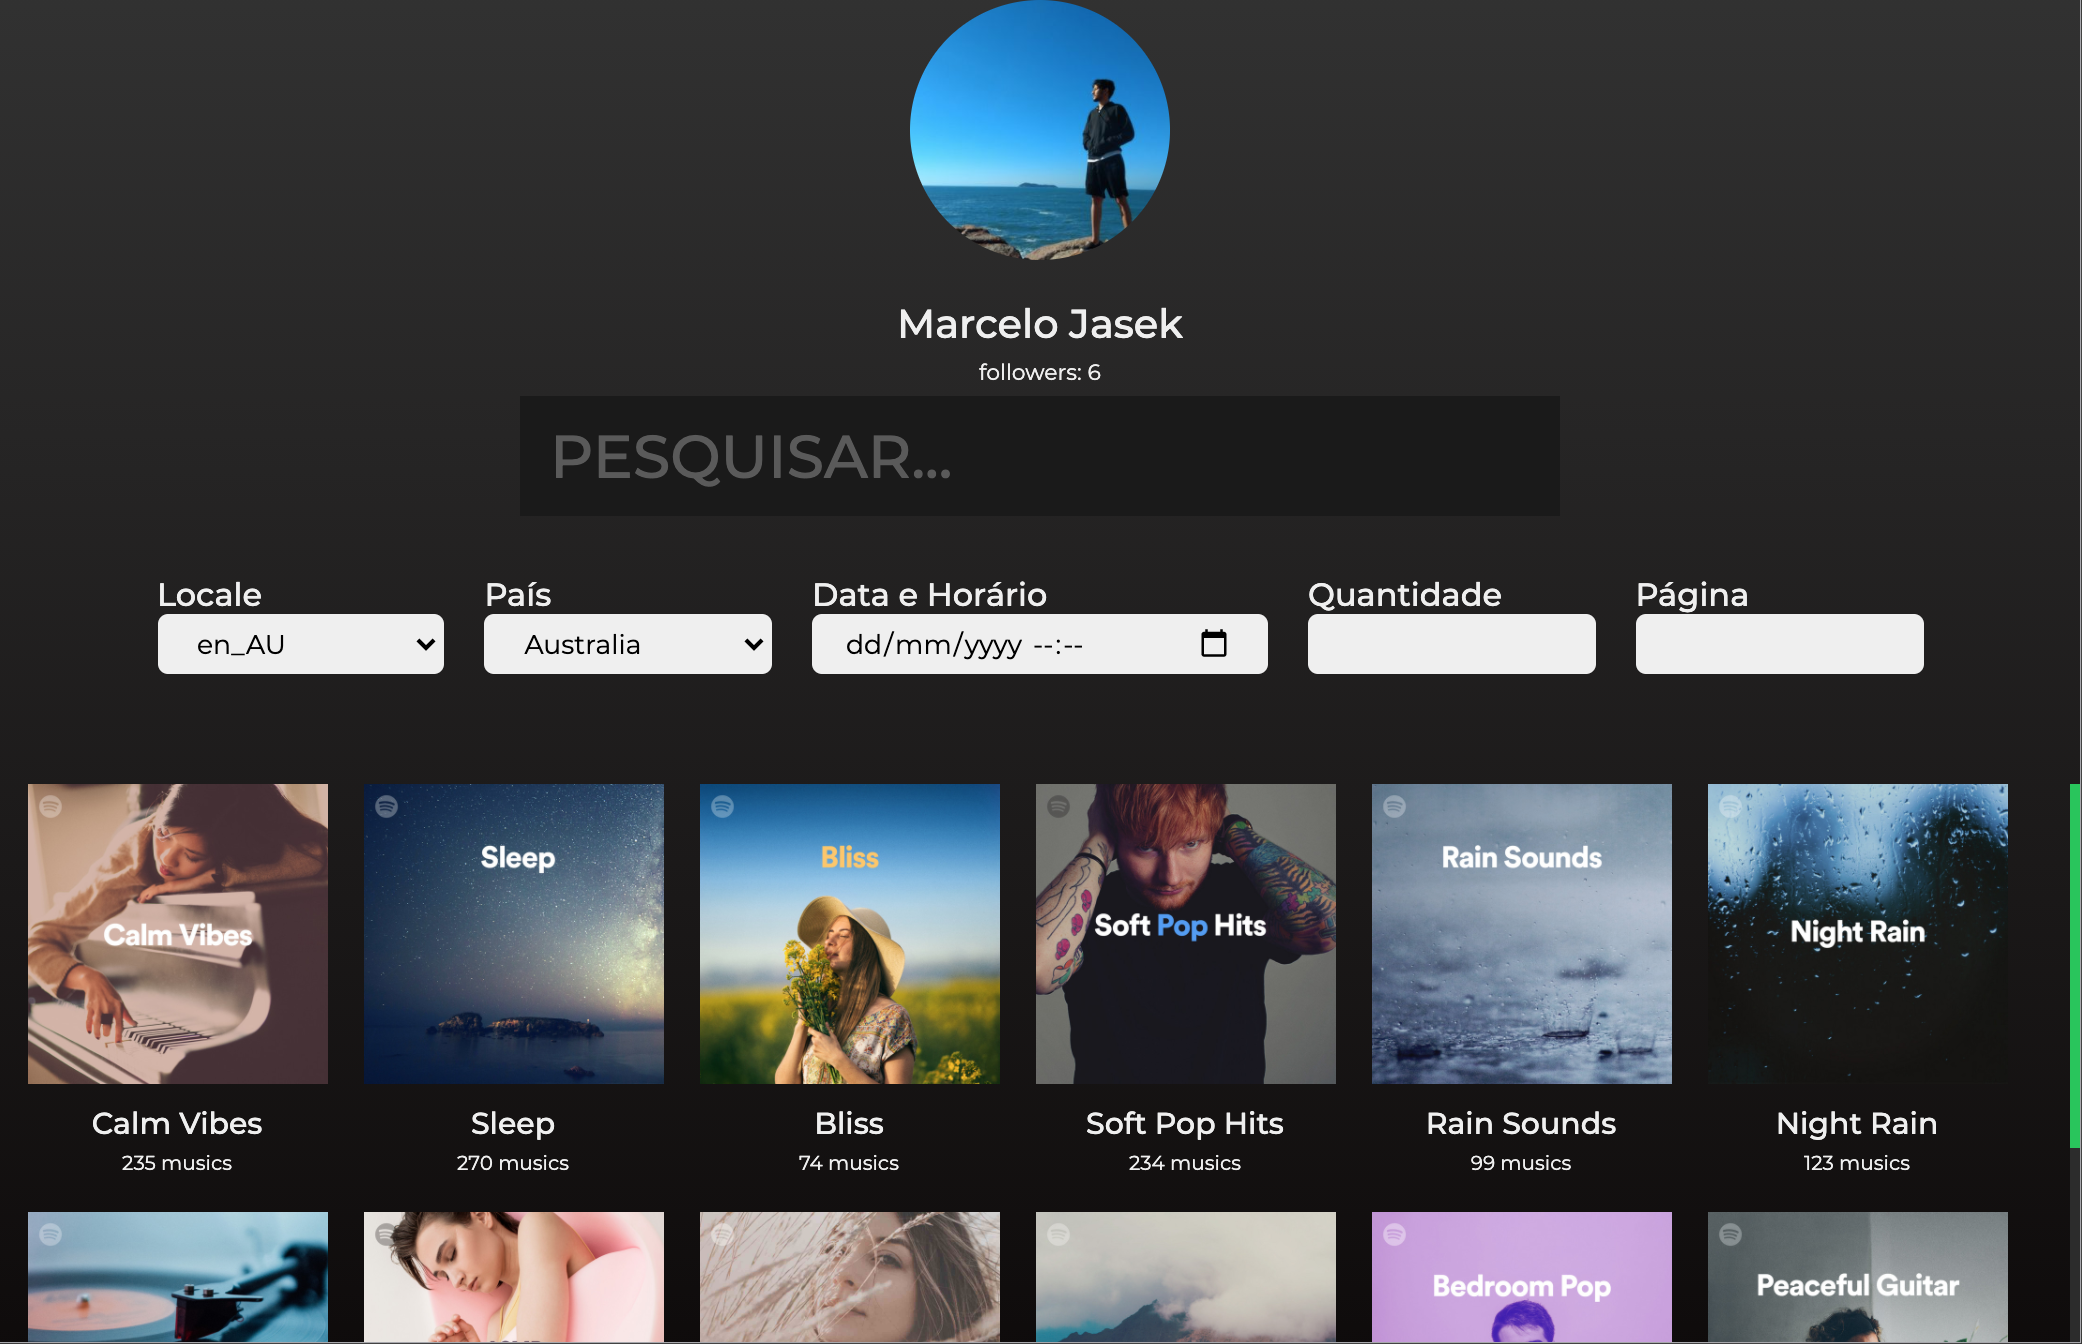 Marcelo Jasek
followers: 6
PESQUISAR...
Locale País Data e Horário Quantidade Página
en_AU Australia dd/mm/yyyy --:--
Calm Vibes Sleep Bliss Soft Pop Hits Rain Sounds Night Rain
Calm Vibes Sleep Bliss Soft Pop Hits Rain Sounds Night Rain
235 musics 270 musics 74 musics 234 musics 99 musics 123 musics
Bedroom Pop Peaceful Guitar